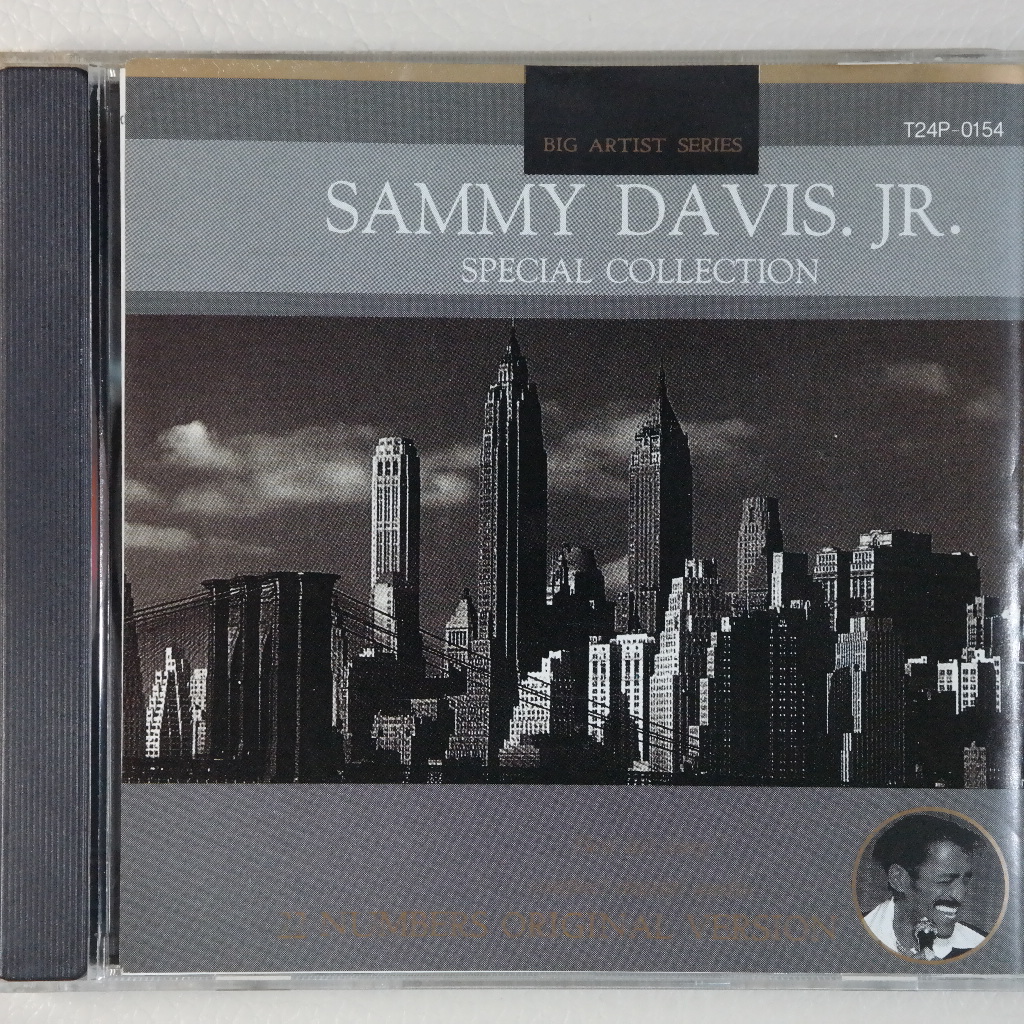 T24P-0154
BIG ARTIST SERIES
SAMMY DAVIS. JR.
SPECIAL COLLECTION
NUMBERS ORIGINAL VERSION